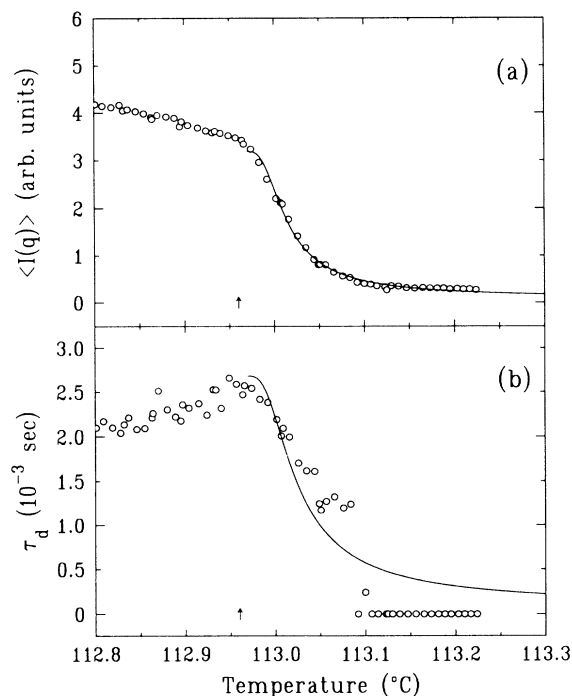 6
5
4
3
2
1
0
<I(q)> (arb. units)
(a)
3.0
2.5
2.0
1.5
1.0
0.5
0
τd (10⁻³ sec)
(b)
112.8 112.9 113.0 113.1 113.2 113.3
Temperature (°C)